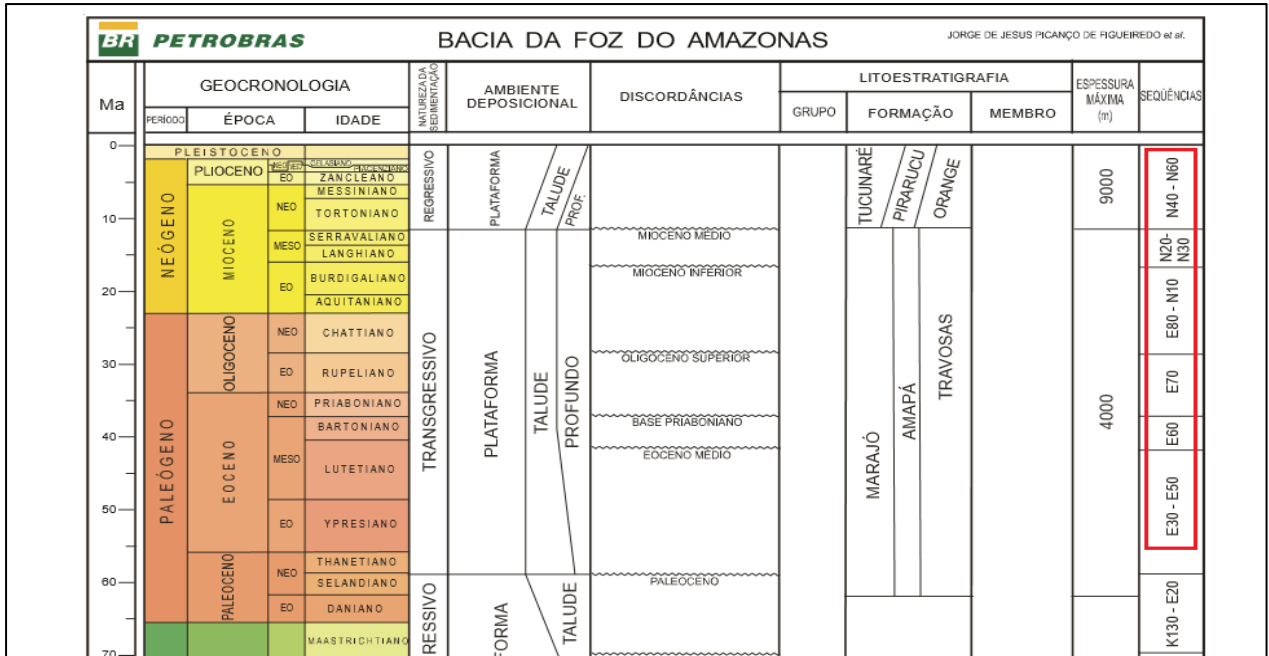 BR PETROBRAS
BACIA DA FOZ DO AMAZONAS
JORGE DE JESUS PICANÇO DE FIGUEIREDO et al.
Ma
GEOCRONOLOGIA
PERÍODO
ÉPOCA
IDADE
NATUREZA DA
SEDIMENTAÇÃO
AMBIENTE
DEPOSICIONAL
DISCORDÂNCIAS
LITOESTRATIGRAFIA
GRUPO
FORMAÇÃO
MEMBRO
ESPESSURA
MÁXIMA
(m)
SEQÜÊNCIAS
0
10
20
30
40
50
60
70
NEÓGENO
PALEÓGENO
PLEISTOCENO
PLIOCENO
MIOCENO
OLIGOCENO
EOCENO
PALEOCENO
EO
NEO
MESO
EO
NEO
EO
NEO
MESO
EO
NEO
EO
GELASIANO
PIACENZIANO
ZANCLEANO
MESSINIANO
TORTONIANO
SERRAVALIANO
LANGHIANO
BURDIGALIANO
AQUITANIANO
CHATTIANO
RUPELIANO
PRIABONIANO
BARTONIANO
LUTETIANO
YPRESIANO
THANETIANO
SELANDIANO
DANIANO
MAASTRICHTIANO
REGRESSIVO
TRANSGRESSIVO
RESSIVO
PLATAFORMA
TALUDE
PROF.
PLATAFORMA
TALUDE
PROFUNDO
FORMA
TALUDE
MIOCENO MÉDIO
MIOCENO INFERIOR
OLIGOCENO SUPERIOR
BASE PRIABONIANO
EOCENO MÉDIO
PALEOCENO
TUCUNARÉ
PIRARUCU
ORANGE
MARAJÓ
AMAPÁ
TRAVOSAS
9000
4000
N40 - N60
N20-
N30
E80 - N10
E70
E60
E30 - E50
K130 - E20